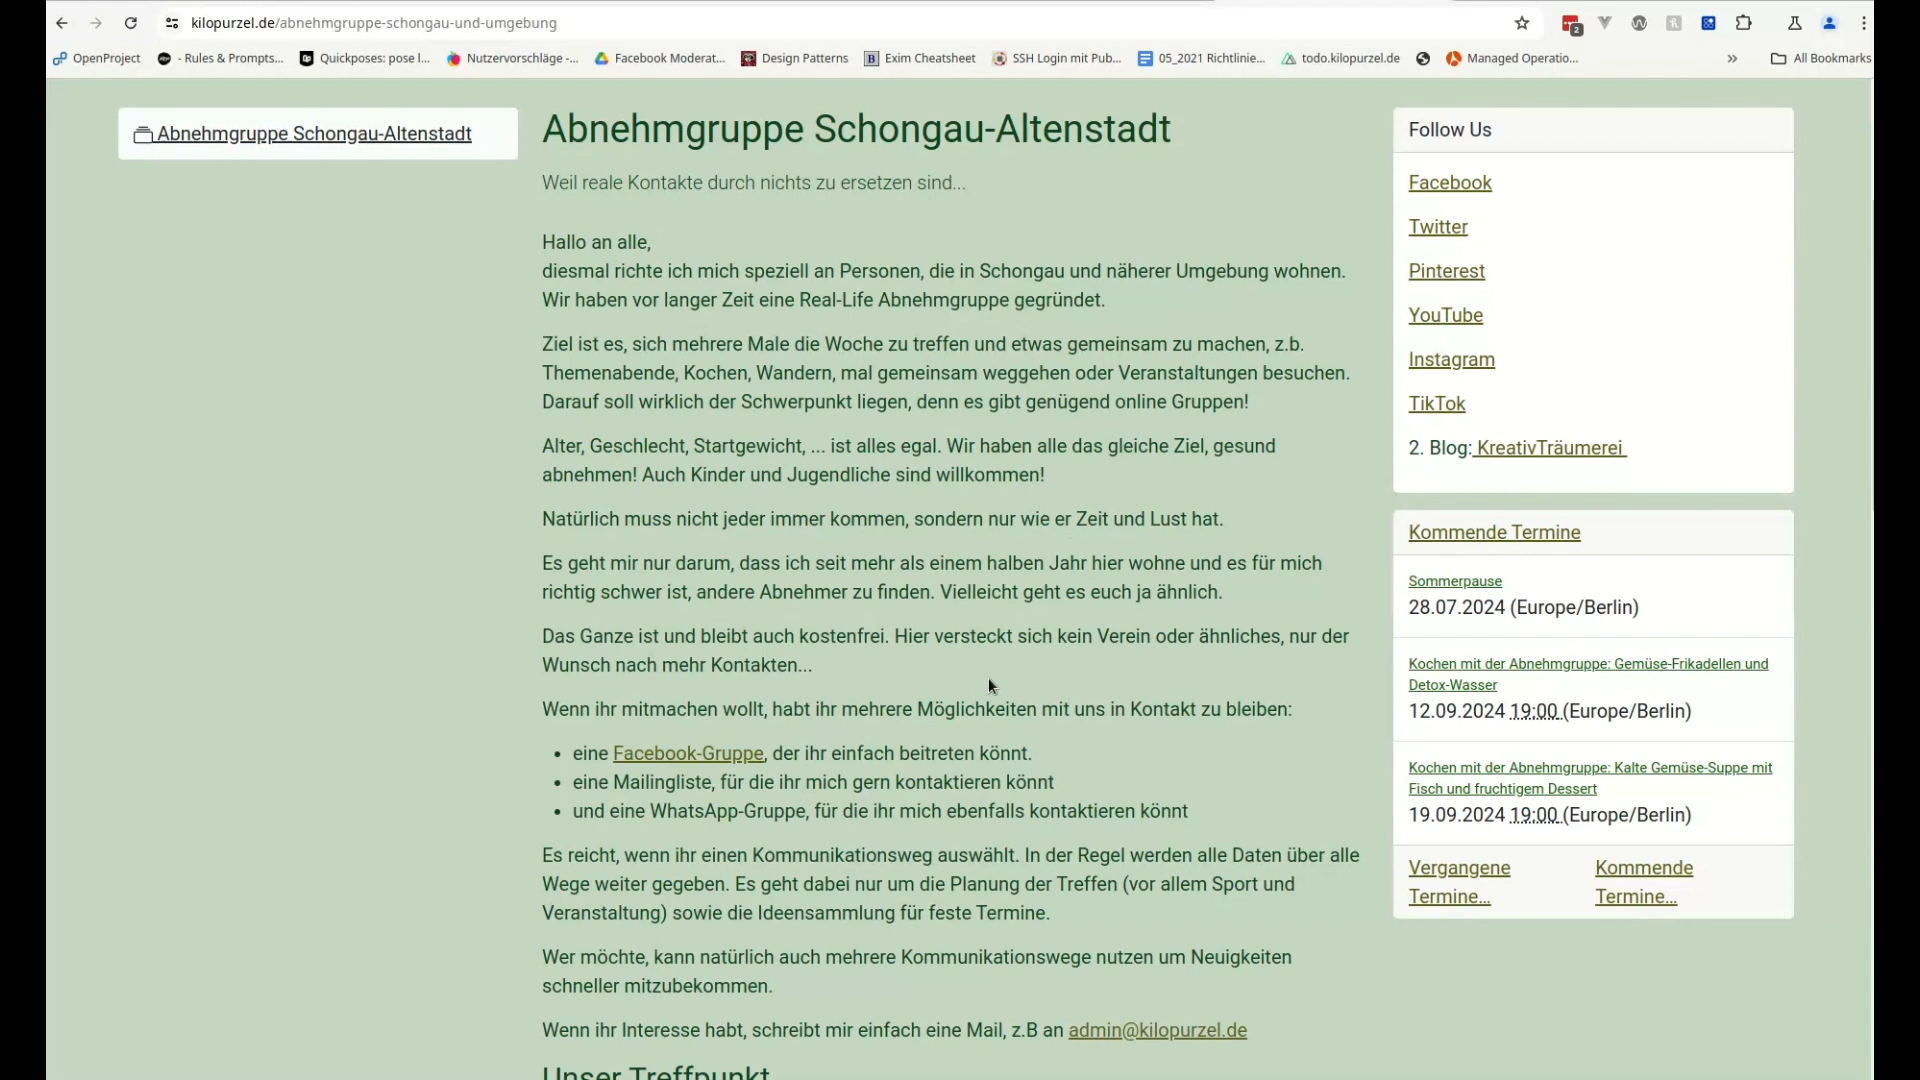 kilopurzel.de/abnehmgruppe-schongau-und-umgebung
2
OpenProject
- Rules & Prompts...
Quickposes: pose l...
Nutzervorschläge -...
Facebook Moderat...
Design Patterns
Exim Cheatsheet
SSH Login mit Pub...
05_2021 Richtlinie...
todo.kilopurzel.de
Managed Operatio...
»
All Bookmarks
Abnehmgruppe Schongau-Altenstadt
Abnehmgruppe Schongau-Altenstadt
Weil reale Kontakte durch nichts zu ersetzen sind...
Hallo an alle,
diesmal richte ich mich speziell an Personen, die in Schongau und näherer Umgebung wohnen.
Wir haben vor langer Zeit eine Real-Life Abnehmgruppe gegründet.
Ziel ist es, sich mehrere Male die Woche zu treffen und etwas gemeinsam zu machen, z.b.
Themenabende, Kochen, Wandern, mal gemeinsam weggehen oder Veranstaltungen besuchen.
Darauf soll wirklich der Schwerpunkt liegen, denn es gibt genügend online Gruppen!
Alter, Geschlecht, Startgewicht, ... ist alles egal. Wir haben alle das gleiche Ziel, gesund
abnehmen! Auch Kinder und Jugendliche sind willkommen!
Natürlich muss nicht jeder immer kommen, sondern nur wie er Zeit und Lust hat.
Es geht mir nur darum, dass ich seit mehr als einem halben Jahr hier wohne und es für mich
richtig schwer ist, andere Abnehmer zu finden. Vielleicht geht es euch ja ähnlich.
Das Ganze ist und bleibt auch kostenfrei. Hier versteckt sich kein Verein oder ähnliches, nur der
Wunsch nach mehr Kontakten...
Wenn ihr mitmachen wollt, habt ihr mehrere Möglichkeiten mit uns in Kontakt zu bleiben:
• eine Facebook-Gruppe, der ihr einfach beitreten könnt.
• eine Mailingliste, für die ihr mich gern kontaktieren könnt
• und eine WhatsApp-Gruppe, für die ihr mich ebenfalls kontaktieren könnt
Es reicht, wenn ihr einen Kommunikationsweg auswählt. In der Regel werden alle Daten über alle
Wege weiter gegeben. Es geht dabei nur um die Planung der Treffen (vor allem Sport und
Veranstaltung) sowie die Ideensammlung für feste Termine.
Wer möchte, kann natürlich auch mehrere Kommunikationswege nutzen um Neuigkeiten
schneller mitzubekommen.
Wenn ihr Interesse habt, schreibt mir einfach eine Mail, z.B an admin@kilopurzel.de
Unser Treffpunkt
Follow Us
Facebook
Twitter
Pinterest
YouTube
Instagram
TikTok
2. Blog: KreativTräumerei
Kommende Termine
Sommerpause
28.07.2024 (Europe/Berlin)
Kochen mit der Abnehmgruppe: Gemüse-Frikadellen und
Detox-Wasser
12.09.2024 19:00 (Europe/Berlin)
Kochen mit der Abnehmgruppe: Kalte Gemüse-Suppe mit
Fisch und fruchtigem Dessert
19.09.2024 19:00 (Europe/Berlin)
Vergangene
Termine...
Kommende
Termine...